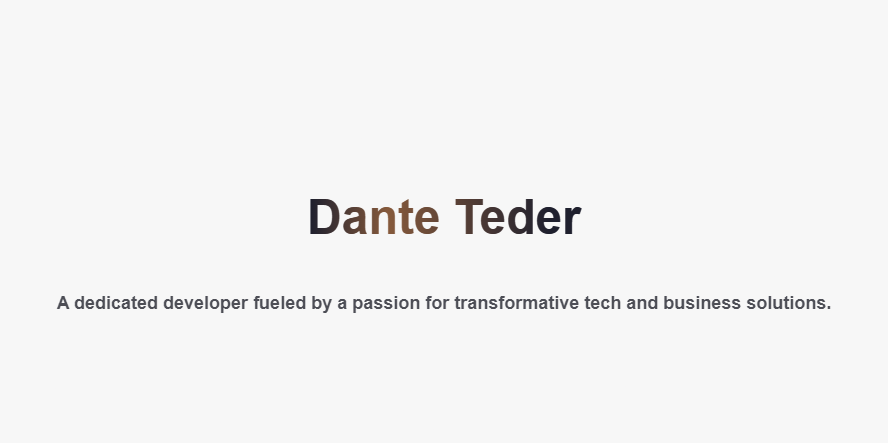 Dante Teder
A dedicated developer fueled by a passion for transformative tech and business solutions.